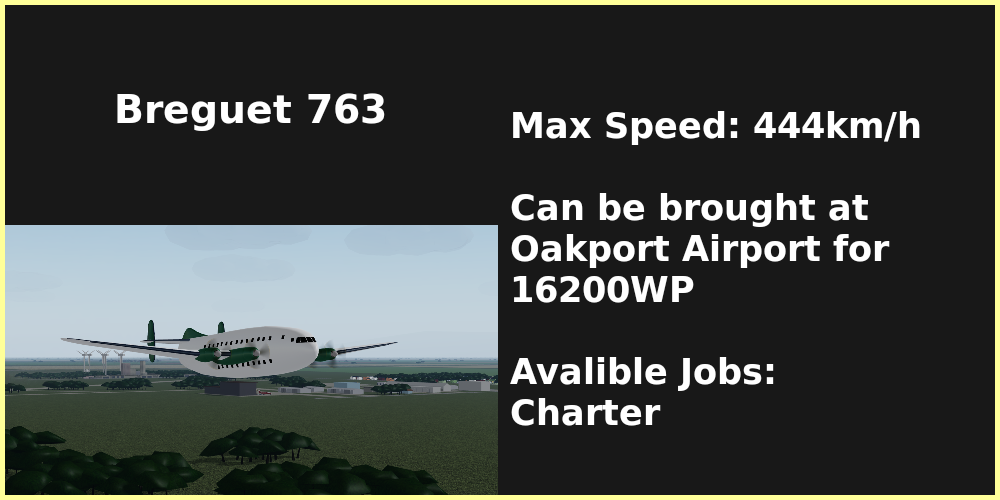 Breguet 763
Max Speed: 444km/h
Can be brought at
Oakport Airport for
16200WP
Avalible Jobs:
Charter